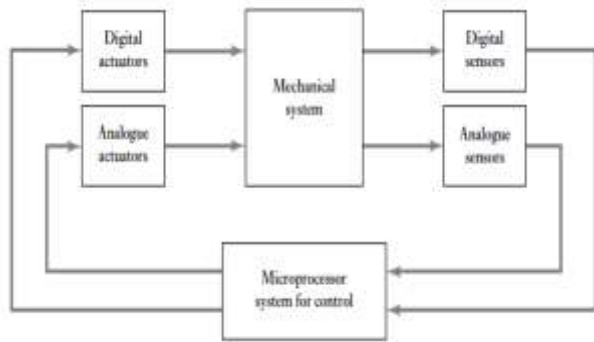 Digital
actuators
Mechanical
system
Digital
sensors
Analogue
actuators
Analogue
sensors
Microprocessor
system for control